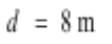 d = 8 m